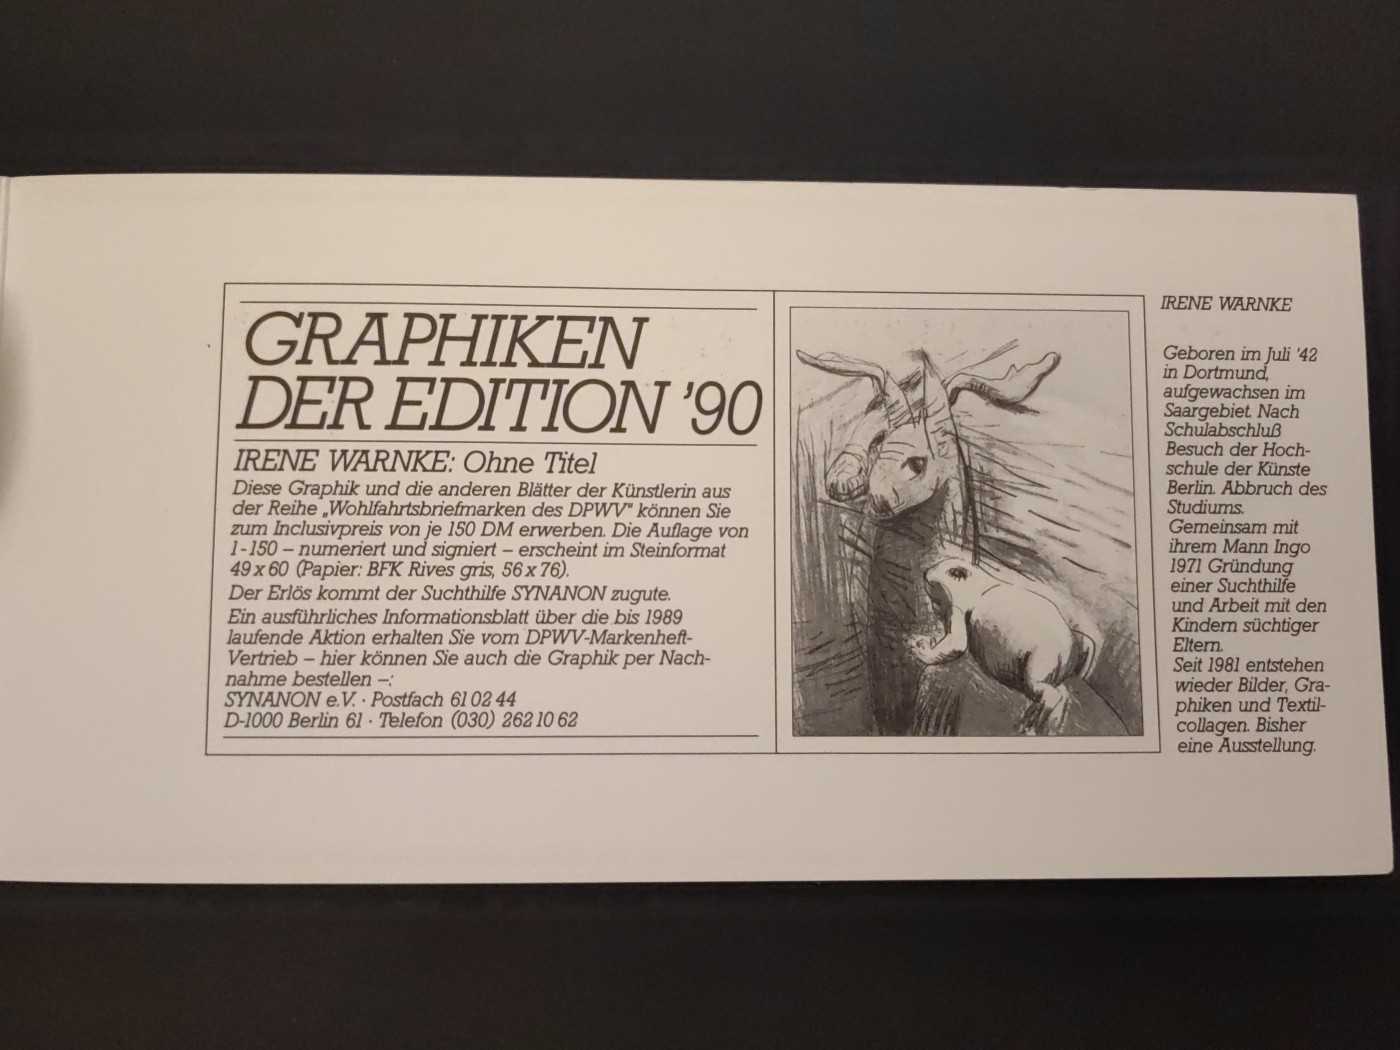 GRAPHIKEN
DER EDITION '90
IRENE WARNKE: Ohne Titel
Diese Graphik und die anderen Blätter der Künstlerin aus
der Reihe „Wohlfahrtsbriefmarken des DPWV“ können Sie
zum Inclusivpreis von je 150 DM erwerben. Die Auflage von
1-150 – numeriert und signiert – erscheint im Steinformat
49 x 60 (Papier: BFK Rives gris, 56 x 76).
Der Erlös kommt der Suchthilfe SYNANON zugute.
Ein ausführliches Informationsblatt über die bis 1989
laufende Aktion erhalten Sie vom DPWV-Markenheft-
Vertrieb – hier können Sie auch die Graphik per Nach-
nahme bestellen –:
SYNANON e.V. · Postfach 61 02 44
D-1000 Berlin 61 · Telefon (030) 262 10 62
IRENE WARNKE
Geboren im Juli '42
in Dortmund,
aufgewachsen im
Saargebiet. Nach
Schulabschluß
Besuch der Hoch-
schule der Künste
Berlin. Abbruch des
Studiums.
Gemeinsam mit
ihrem Mann Ingo
1971 Gründung
einer Suchthilfe
und Arbeit mit den
Kindern süchtiger
Eltern.
Seit 1981 entstehen
wieder Bilder, Gra-
phiken und Textil-
collagen. Bisher
eine Ausstellung.